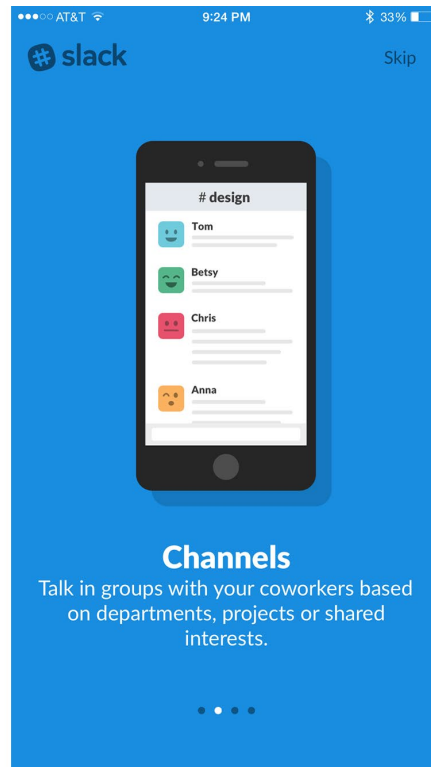 AT&T 9:24 PM 33%
slack Skip
# design
Tom
Betsy
Chris
Anna
Channels
Talk in groups with your coworkers based
on departments, projects or shared
interests.